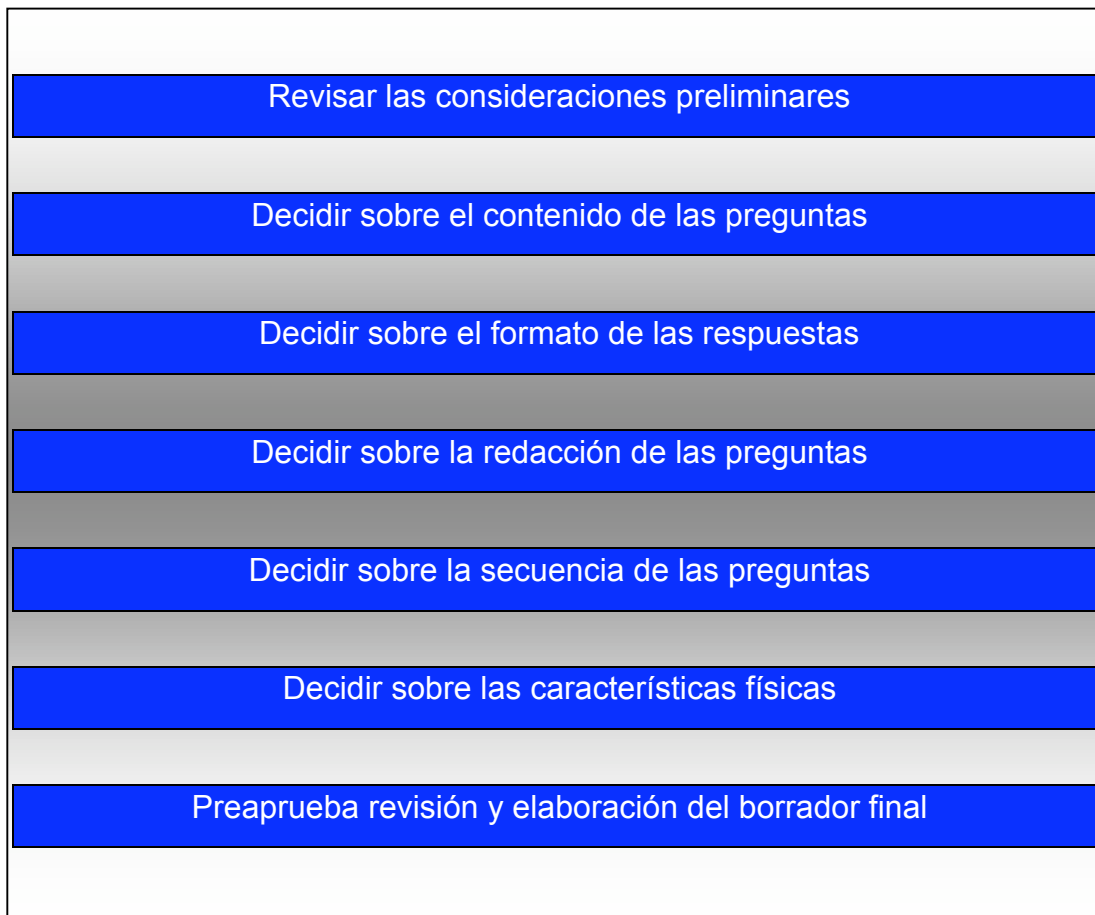 Revisar las consideraciones preliminares
Decidir sobre el contenido de las preguntas
Decidir sobre el formato de las respuestas
Decidir sobre la redacción de las preguntas
Decidir sobre la secuencia de las preguntas
Decidir sobre las características físicas
Preaprueba revisión y elaboración del borrador final